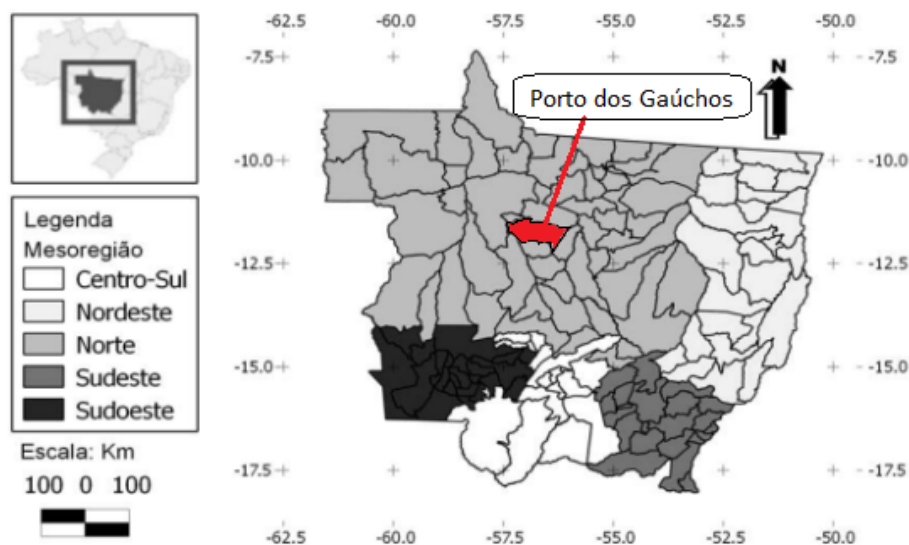 -62.5 -60.0 -57.5 -55.0 -52.5 -50.0
-7.5 -7.5
Porto dos Gaúchos
N
-10.0 -10.0
Legenda
Mesoregião
Centro-Sul
Nordeste
Norte
Sudeste
Sudoeste
-12.5 -12.5
-15.0 -15.0
Escala: Km
100 0 100
-17.5 -17.5
-62.5 -60.0 -57.5 -55.0 -52.5 -50.0